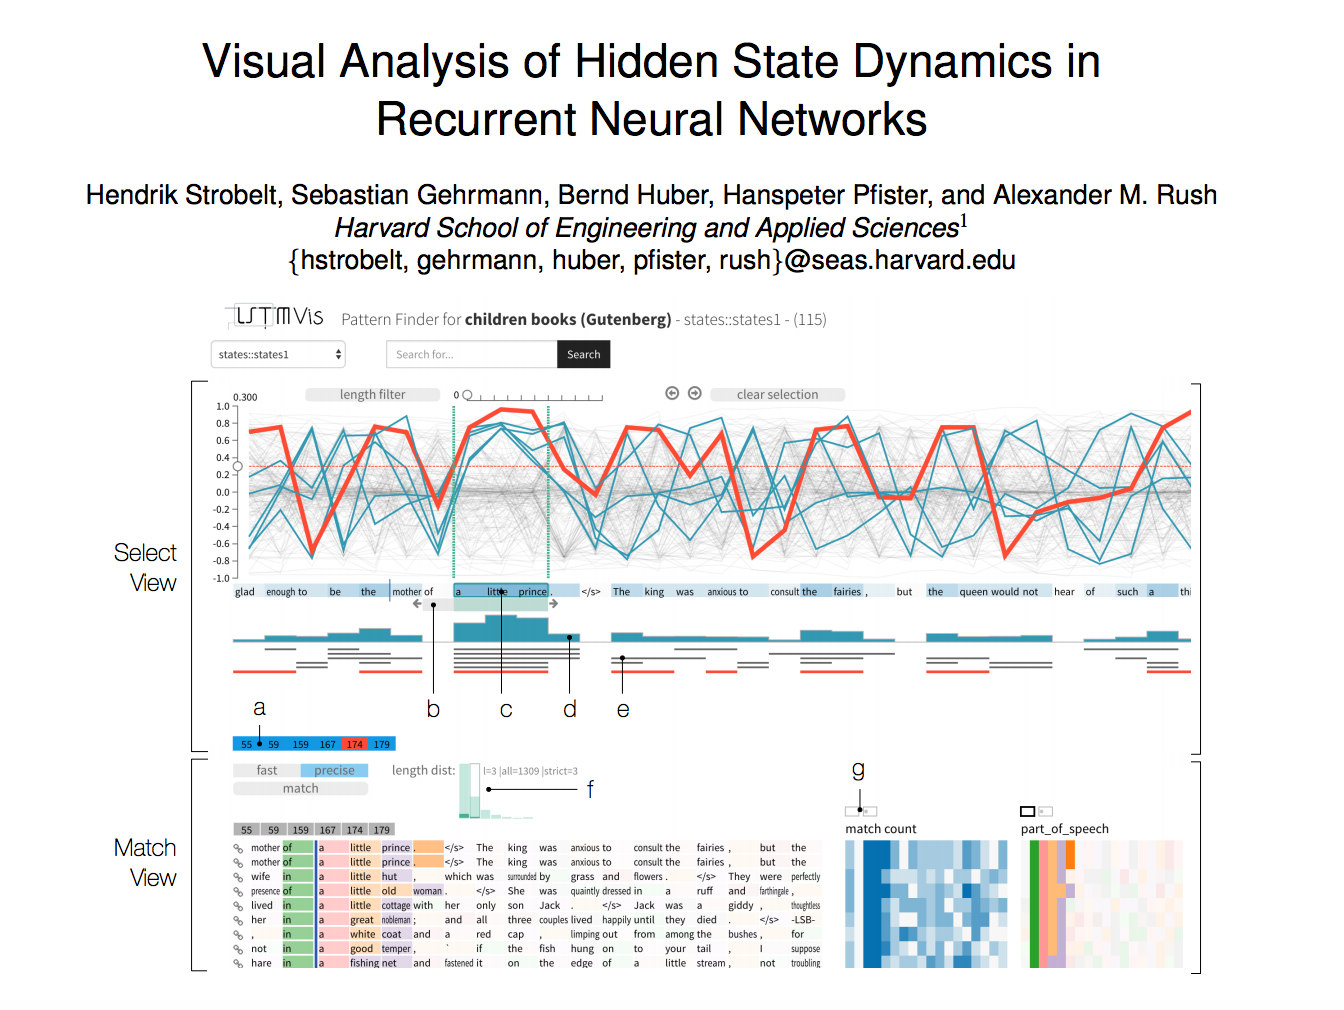 Visual Analysis of Hidden State Dynamics in
Recurrent Neural Networks
Hendrik Strobelt, Sebastian Gehrmann, Bernd Huber, Hanspeter Pfister, and Alexander M. Rush
Harvard School of Engineering and Applied Sciences1
{hstrobelt, gehrmann, huber, pfister, rush}@seas.harvard.edu
LSTM Vis Pattern Finder for children books (Gutenberg) - states::states1 - (115)
states::states1 Search for... Search
length filter 0 clear selection
0.300
1.0
0.8
0.6
0.4
0.2
0.0
-0.2
-0.4
-0.6
-0.8
-1.0
Select
View
glad enough to be the mother of a little prince . </s> The king was anxious to consult the fairies , but the queen would not hear of such a thi
a b c d e
55 59 159 167 174 179
fast precise
match
length dist: l=3 |all=1309 |strict=3
f
g
match count
part_of_speech
Match
View
55 59 159 167 174 179
mother of a little prince . </s> The king was anxious to consult the fairies , but the
mother of a little prince . </s> The king was anxious to consult the fairies , but the
wife in a little hut , which was surrounded by grass and flowers . </s> They were perfectly
presence of a little old woman . </s> She was quaintly dressed in a ruff and farthingale ,
lived in a little cottage with her only son Jack . </s> Jack was a giddy , thoughtless
her in a great nobleman ; and all three couples lived happily until they died . </s> -LSB-
, in a white coat and a red cap , limping out from among the bushes , for
not in a good temper , ` if the fish hung on to your tail , I suppose
hare in a fishing net and fastened it on the edge of a little stream , not troubling